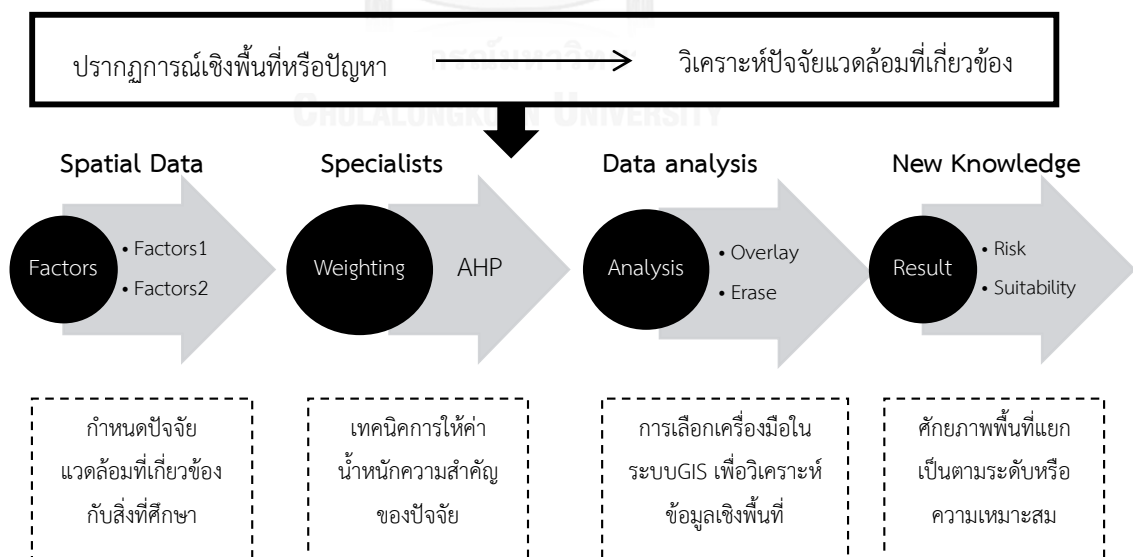 ปรากฏการณ์เชิงพื้นที่หรือปัญหา วิเคราะห์ปัจจัยแวดล้อมที่เกี่ยวข้อง
CHULALONGKORN UNIVERSITY
Spatial Data
Specialists
Data analysis
New Knowledge
Factors
• Factors1
• Factors2
Weighting
AHP
Analysis
• Overlay
• Erase
Result
• Risk
• Suitability
กำหนดปัจจัย
แวดล้อมที่เกี่ยวข้อง
กับสิ่งที่ศึกษา
เทคนิคการให้ค่า
น้ำหนักความสำคัญ
ของปัจจัย
การเลือกเครื่องมือใน
ระบบGIS เพื่อวิเคราะห์
ข้อมูลเชิงพื้นที่
ศักยภาพพื้นที่แยก
เป็นตามระดับหรือ
ความเหมาะสม